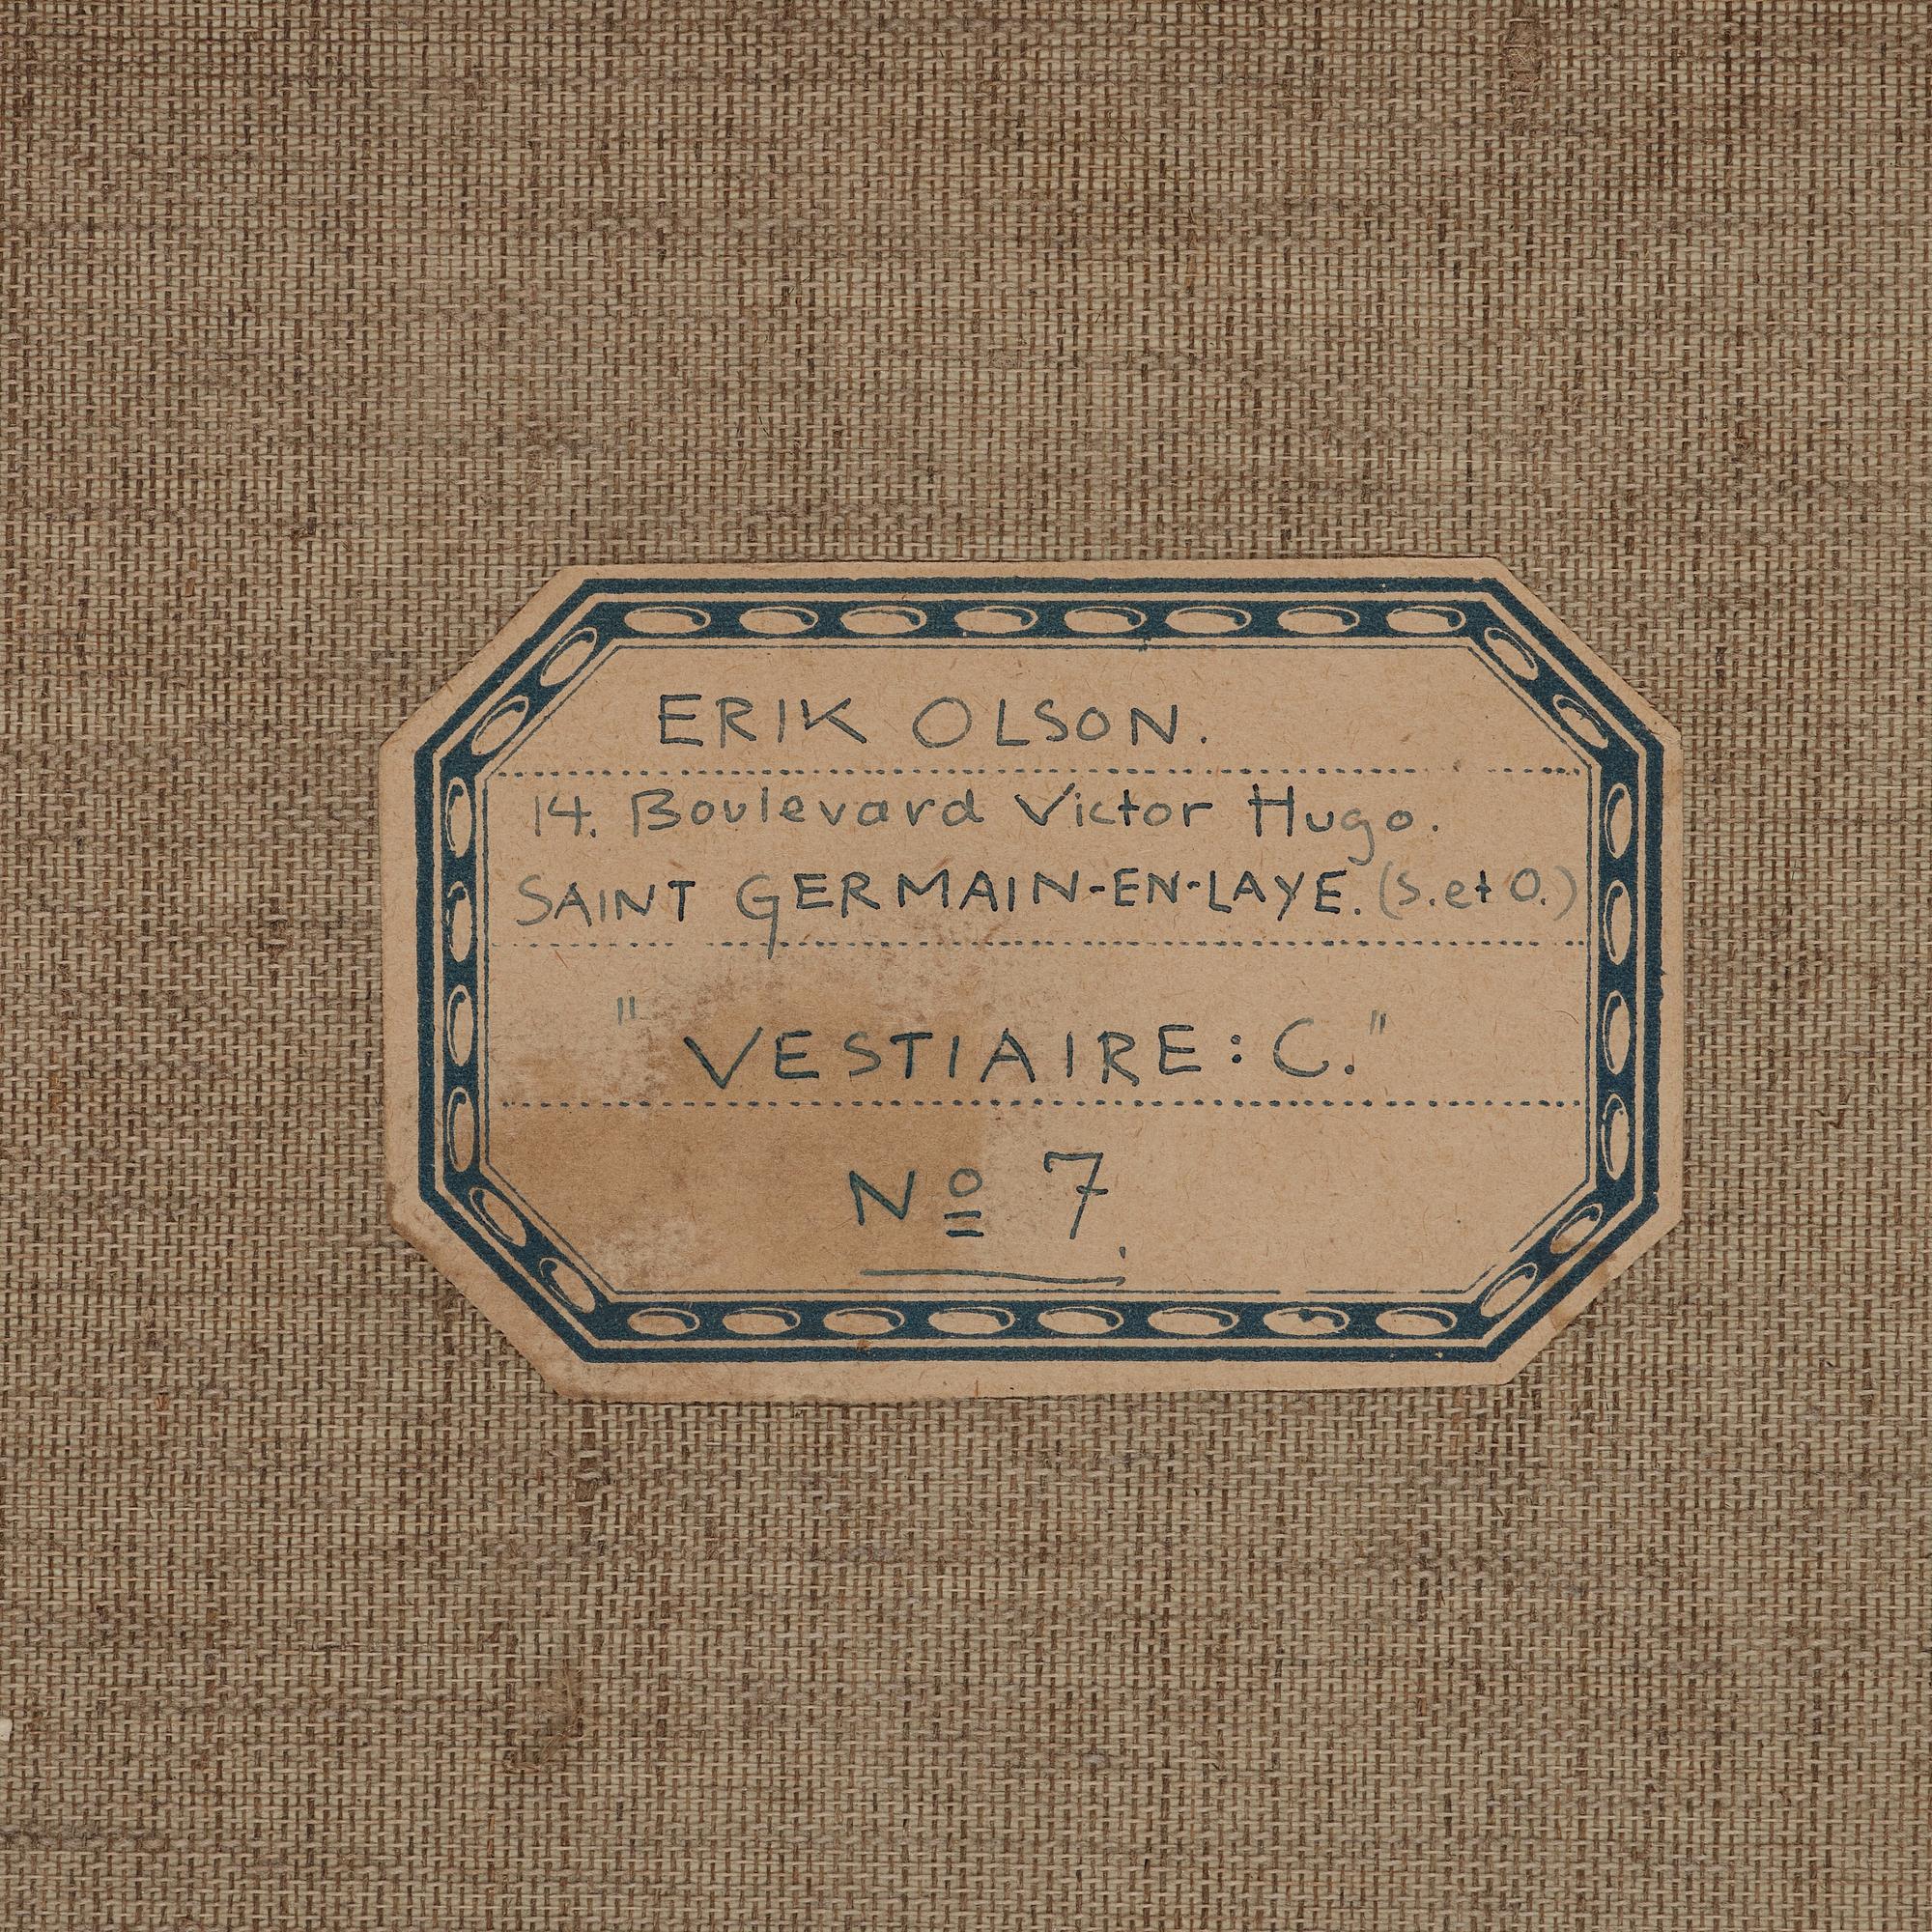 ERIK OLSON.
14. Boulevard Victor Hugo.
SAINT GERMAIN-EN-LAYE. (S. et O.)
"VESTIAIRE: C."
Nº 7.